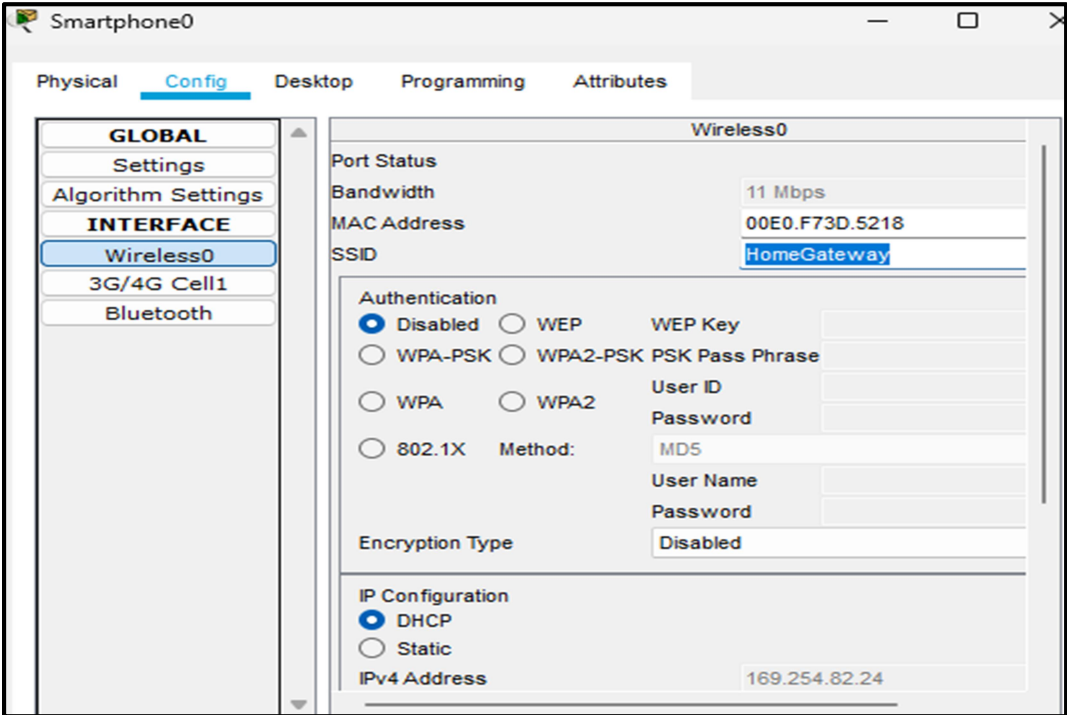 Smartphone0
Physical Config Desktop Programming Attributes
GLOBAL
Settings
Algorithm Settings
INTERFACE
Wireless0
3G/4G Cell1
Bluetooth
Wireless0
Port Status
Bandwidth 11 Mbps
MAC Address 00E0.F73D.5218
SSID HomeGateway
Authentication
Disabled WEP WEP Key
WPA-PSK WPA2-PSK PSK Pass Phrase
User ID
WPA WPA2
Password
802.1X Method: MD5
User Name
Password
Encryption Type Disabled
IP Configuration
DHCP
Static
IPv4 Address 169.254.82.24